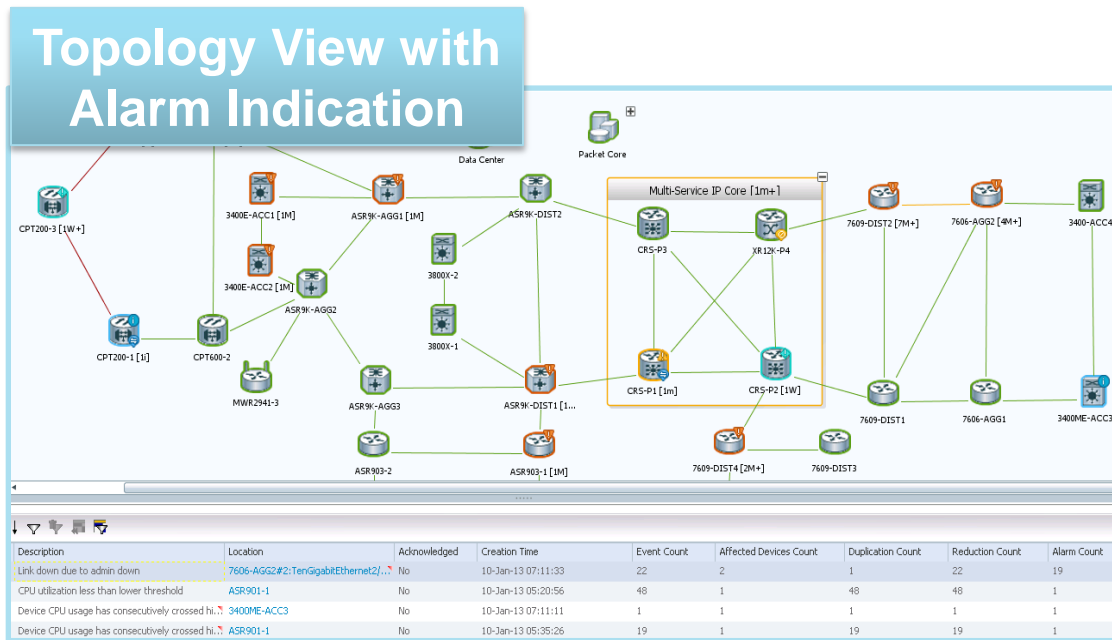 Topology View with
Alarm Indication
Data Center
Packet Core
Multi-Service IP Core [1m+]
CPT200-3 [1W+]
3400E-ACC1 [1M]
ASR9K-AGG1 [1M]
ASR9K-DIST2
CRS-P3
XR12K-P4
7609-DIST2 [7M+]
7606-AGG2 [4M+]
3400-ACC4
3400E-ACC2 [1M]
3800X-2
ASR9K-AGG2
CPT200-1 [1i]
CPT600-2
3800X-1
MWR2941-3
ASR9K-AGG3
ASR9K-DIST1 [1...
CRS-P1 [1m]
CRS-P2 [1W]
7609-DIST1
7606-AGG1
3400ME-ACC3
ASR903-2
ASR903-1 [1M]
7609-DIST4 [2M+]
7609-DIST3
Description Location Acknowledged Creation Time Event Count Affected Devices Count Duplication Count Reduction Count Alarm Count
Link down due to admin down 7606-AGG2#2:TenGigabitEthernet2/... No 10-Jan-13 07:11:33 22 2 1 22 19
CPU utilization less than lower threshold ASR901-1 No 10-Jan-13 05:20:56 48 1 48 48 1
Device CPU usage has consecutively crossed hi... 3400ME-ACC3 No 10-Jan-13 07:11:11 1 1 1 1 1
Device CPU usage has consecutively crossed hi... ASR901-1 No 10-Jan-13 05:35:26 19 1 19 19 1